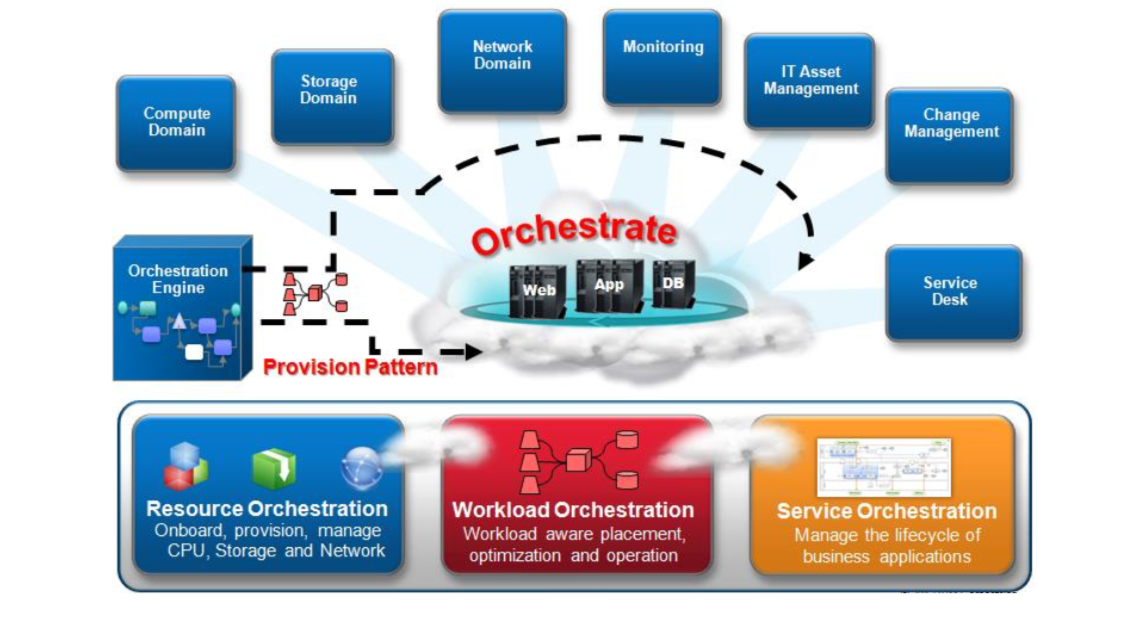 Network
Domain
Monitoring
IT Asset
Management
Storage
Domain
Compute
Domain
Change
Management
Orchestrate
Orchestration
Engine
Web
App
DB
Service
Desk
Provision Pattern
Resource Orchestration
Onboard, provision, manage
CPU, Storage and Network
Workload Orchestration
Workload aware placement,
optimization and operation
Service Orchestration
Manage the lifecycle of
business applications